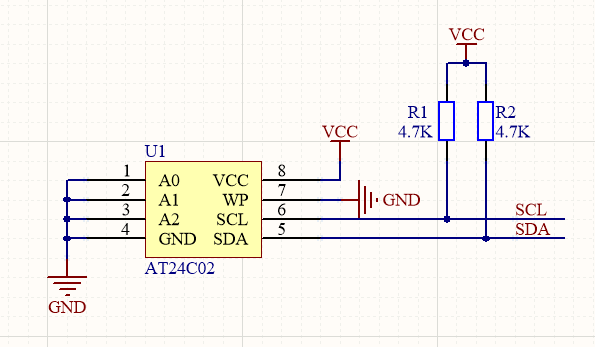 VCC
R1
R2
4.7K
4.7K
VCC
U1
1
A0
VCC
8
2
A1
WP
7
GND
3
A2
SCL
6
SCL
4
GND
SDA
5
SDA
AT24C02
GND